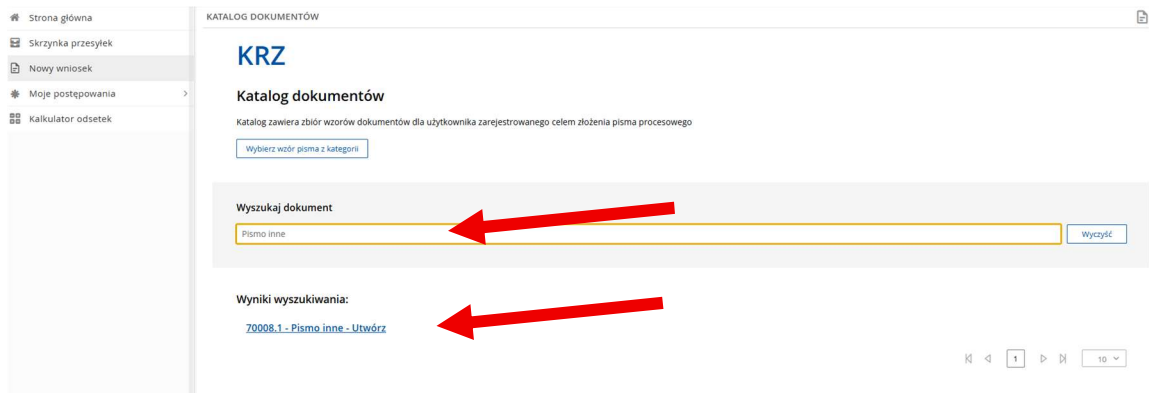 Strona główna
Skrzynka przesyłek
Nowy wniosek
Moje postępowania
Kalkulator odsetek
KATALOG DOKUMENTÓW
KRZ
Katalog dokumentów
Katalog zawiera zbiór wzorów dokumentów dla użytkownika zarejestrowanego celem złożenia pisma procesowego
Wybierz wzór pisma z kategorii
Wyszukaj dokument
Pismo inne
Wyczyść
Wyniki wyszukiwania:
70008.1 - Pismo inne - Utwórz
1
10